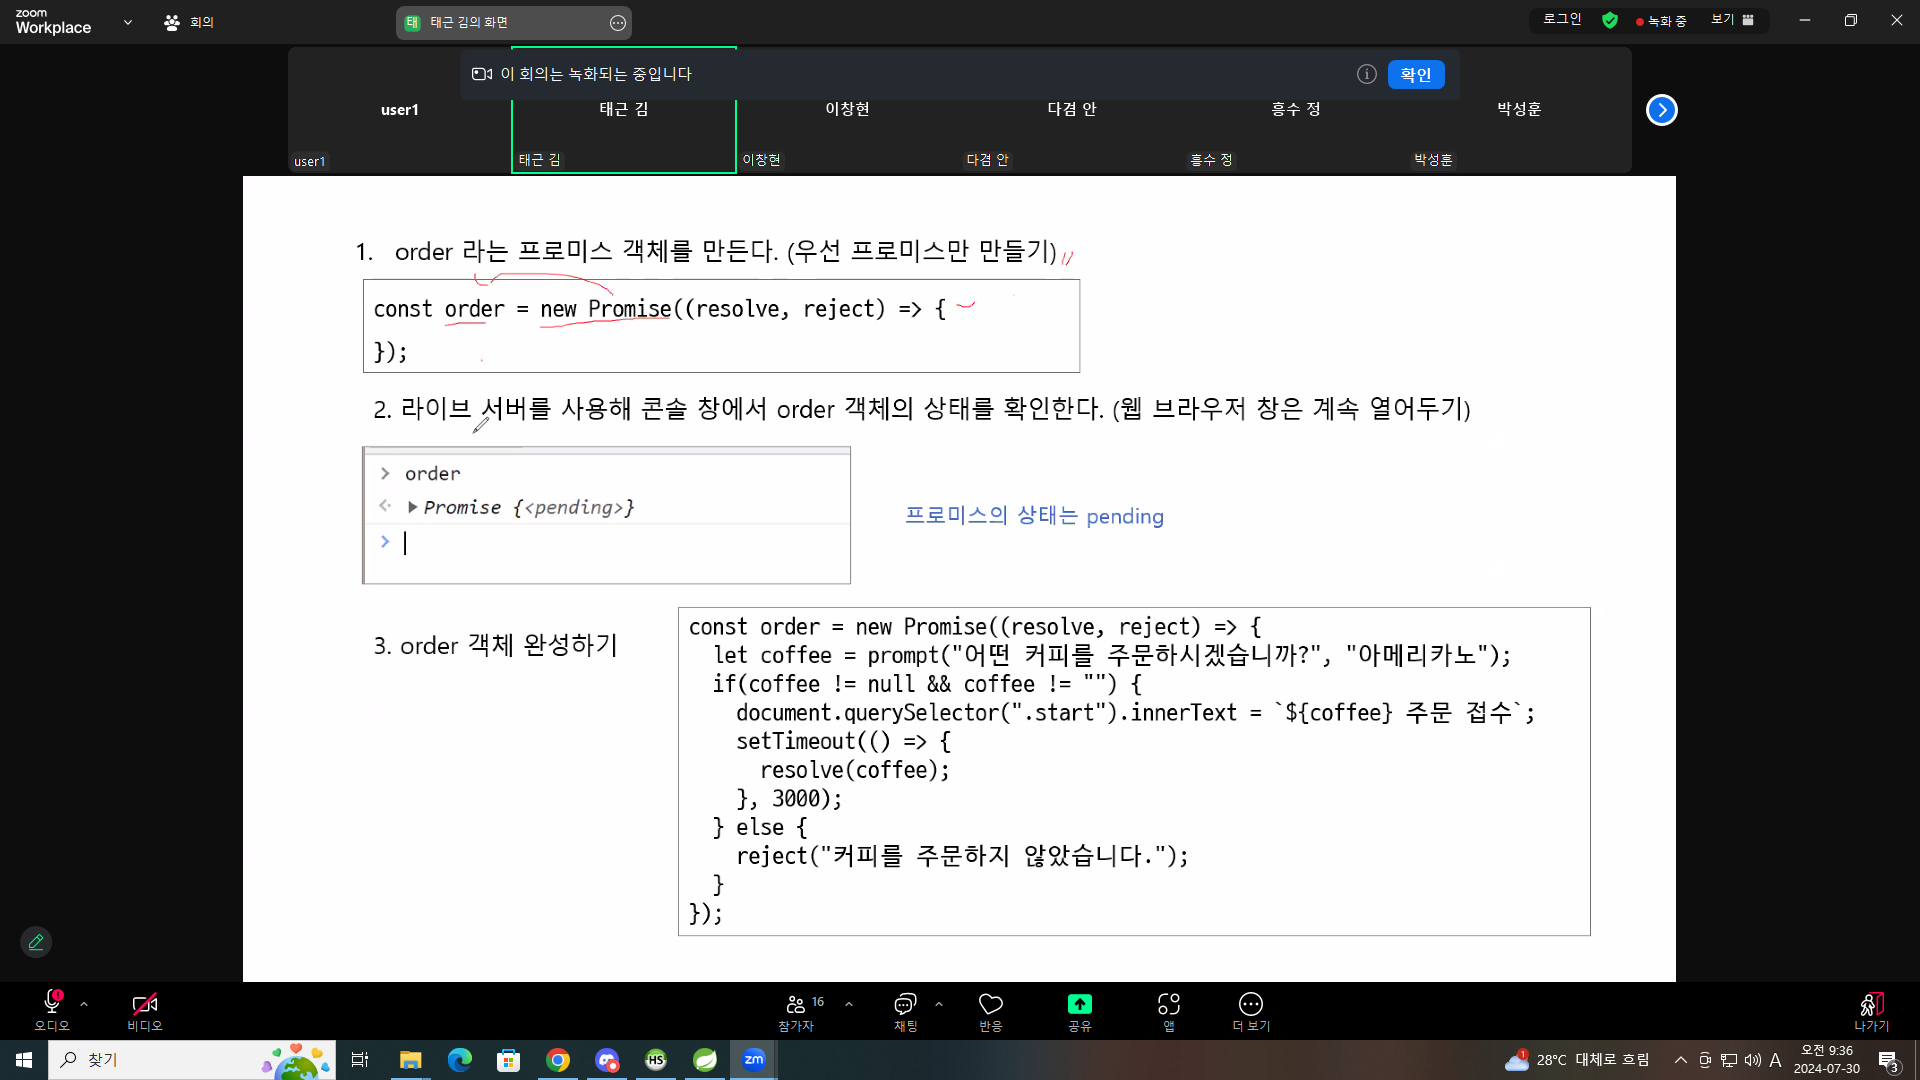 zoom
Workplace
회의
태 태근 김의 화면
로그인
녹화 중
보기
이 회의는 녹화되는 중입니다
확인
user1
태근 김
이창현
다겸 안
흥수 정
박성훈
user1
태근 김
이창현
다겸 안
흥수 정
박성훈
1. order 라는 프로미스 객체를 만든다. (우선 프로미스만 만들기)
const order = new Promise((resolve, reject) => {
});
2. 라이브 서버를 사용해 콘솔 창에서 order 객체의 상태를 확인한다. (웹 브라우저 창은 계속 열어두기)
> order
Promise {<pending>}
>
프로미스의 상태는 pending
3. order 객체 완성하기
const order = new Promise((resolve, reject) => {
let coffee = prompt("어떤 커피를 주문하시겠습니까?", "아메리카노");
if(coffee != null && coffee != "") {
document.querySelector(".start").innerText = `${coffee} 주문 접수`;
setTimeout(() => {
resolve(coffee);
}, 3000);
} else {
reject("커피를 주문하지 않았습니다.");
}
});
오디오
비디오
16
참가자
채팅
반응
공유
앱
더 보기
나가기
찾기
HS
zm
1
28°C 대체로 흐림
A
오전 9:36
2024-07-30
3